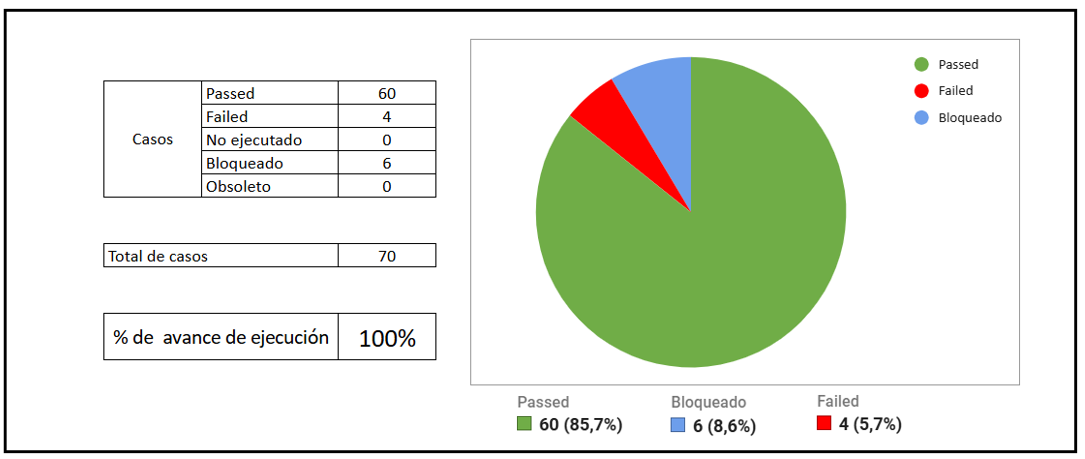 Casos
Passed 60
Failed 4
No ejecutado 0
Bloqueado 6
Obsoleto 0
Total de casos 70
% de avance de ejecución 100%
Passed
Failed
Bloqueado
Passed Bloqueado Failed
60 (85,7%) 6 (8,6%) 4 (5,7%)